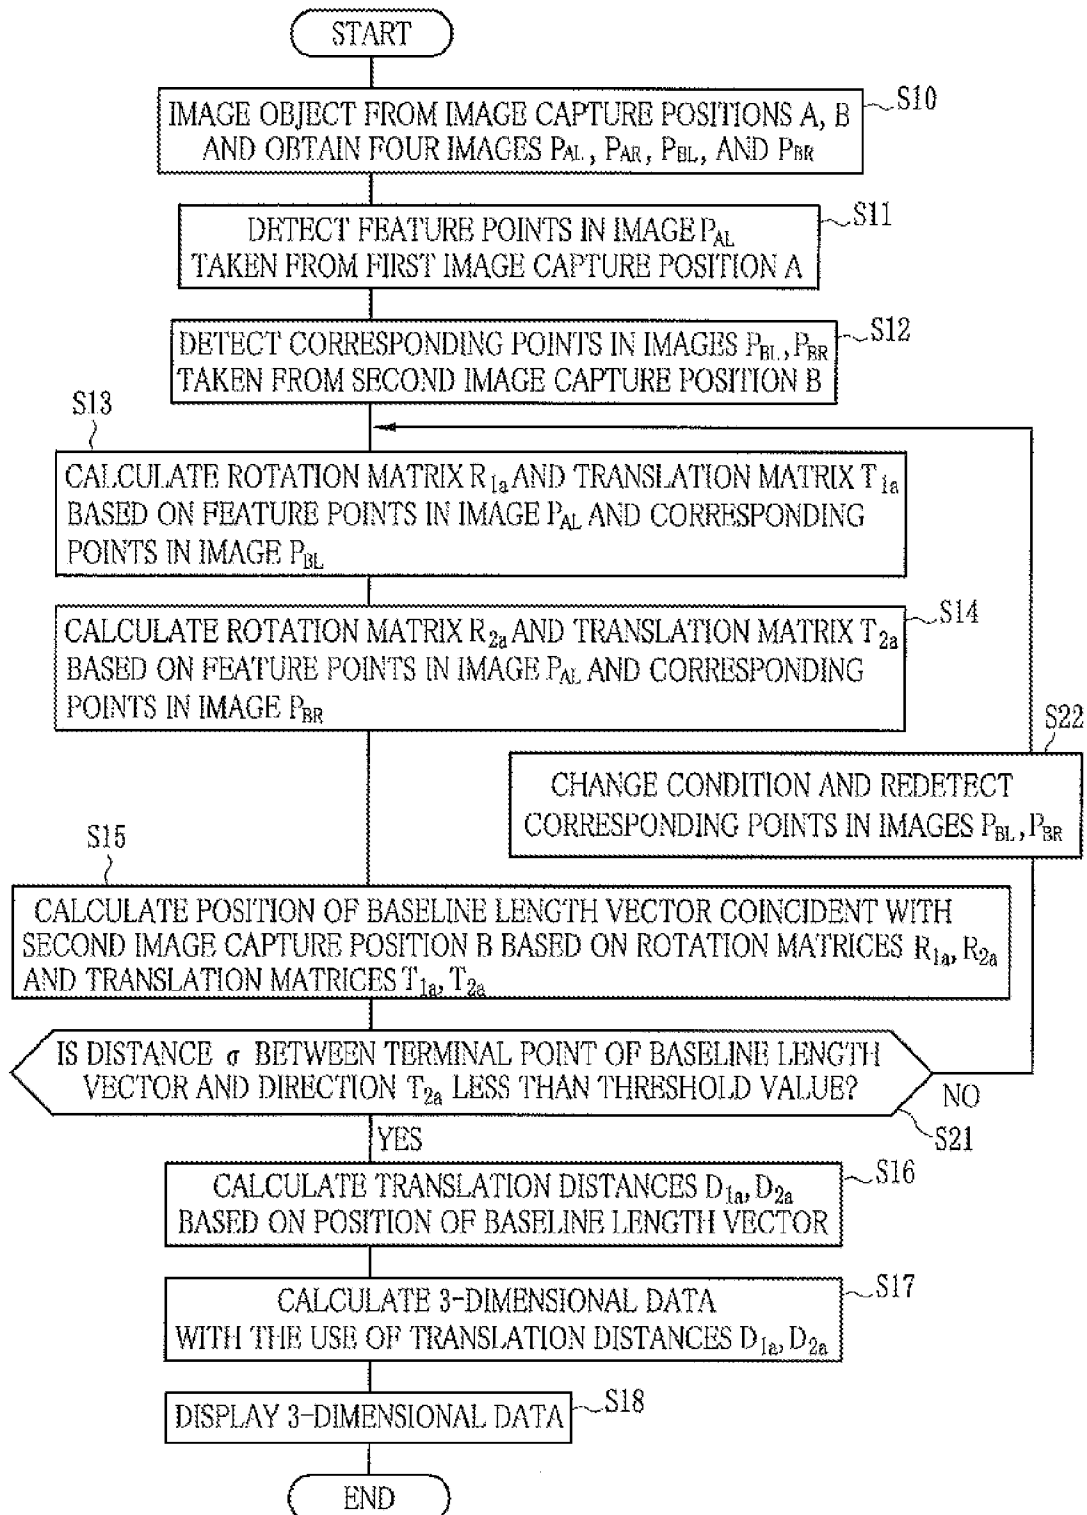 START
S10
IMAGE OBJECT FROM IMAGE CAPTURE POSITIONS A, B
AND OBTAIN FOUR IMAGES PAL, PAR, PBL, AND PBR
S11
DETECT FEATURE POINTS IN IMAGE PAL
TAKEN FROM FIRST IMAGE CAPTURE POSITION A
S12
DETECT CORRESPONDING POINTS IN IMAGES PBL, PBR
TAKEN FROM SECOND IMAGE CAPTURE POSITION B
S13
CALCULATE ROTATION MATRIX R1a AND TRANSLATION MATRIX T1a
BASED ON FEATURE POINTS IN IMAGE PAL AND CORRESPONDING
POINTS IN IMAGE PBL
S14
CALCULATE ROTATION MATRIX R2a AND TRANSLATION MATRIX T2a
BASED ON FEATURE POINTS IN IMAGE PAL AND CORRESPONDING
POINTS IN IMAGE PBR
S22
CHANGE CONDITION AND REDETECT
CORRESPONDING POINTS IN IMAGES PBL, PBR
S15
CALCULATE POSITION OF BASELINE LENGTH VECTOR COINCIDENT WITH
SECOND IMAGE CAPTURE POSITION B BASED ON ROTATION MATRICES R1a, R2a
AND TRANSLATION MATRICES T1a, T2a
IS DISTANCE σ BETWEEN TERMINAL POINT OF BASELINE LENGTH
VECTOR AND DIRECTION T2a LESS THAN THRESHOLD VALUE?
NO
S21
YES
S16
CALCULATE TRANSLATION DISTANCES D1a, D2a
BASED ON POSITION OF BASELINE LENGTH VECTOR
S17
CALCULATE 3-DIMENSIONAL DATA
WITH THE USE OF TRANSLATION DISTANCES D1a, D2a
S18
DISPLAY 3-DIMENSIONAL DATA
END